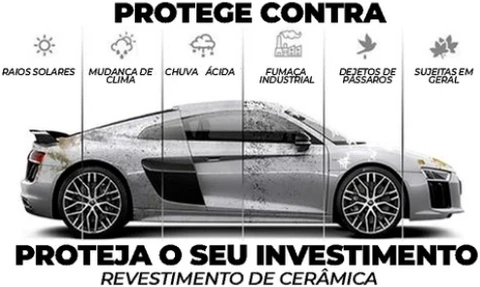 PROTEGE CONTRA
RAIOS SOLARES
MUDANÇA DE
CLIMA
CHUVA ÁCIDA
FUMAÇA
INDUSTRIAL
DEJETOS DE
PÁSSAROS
SUJEITAS EM
GERAL
PROTEJA O SEU INVESTIMENTO
REVESTIMENTO DE CERÂMICA